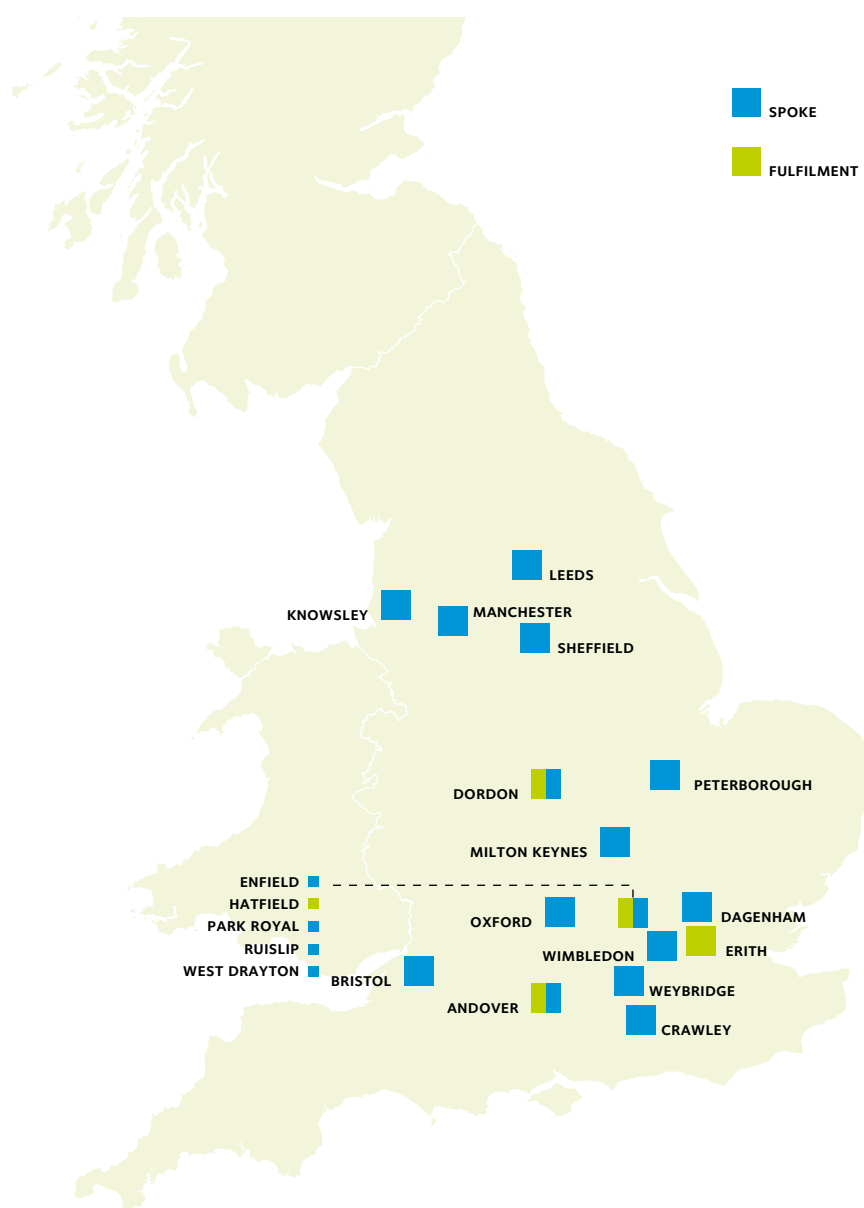 SPOKE
FULFILMENT
LEEDS
KNOWSLEY
MANCHESTER
SHEFFIELD
DORDON
PETERBOROUGH
MILTON KEYNES
ENFIELD
HATFIELD
PARK ROYAL
RUISLIP
WEST DRAYTON
OXFORD
DAGENHAM
WIMBLEDON
ERITH
BRISTOL
WEYBRIDGE
ANDOVER
CRAWLEY